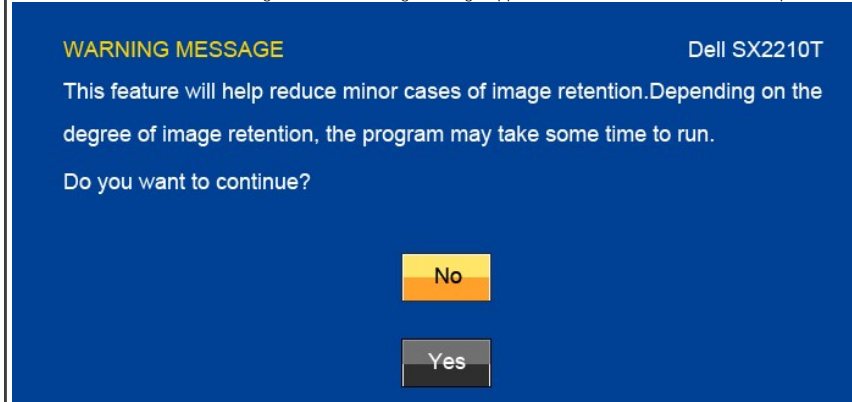 WARNING MESSAGE Dell SX2210T
This feature will help reduce minor cases of image retention.Depending on the
degree of image retention, the program may take some time to run.
Do you want to continue?
No
Yes